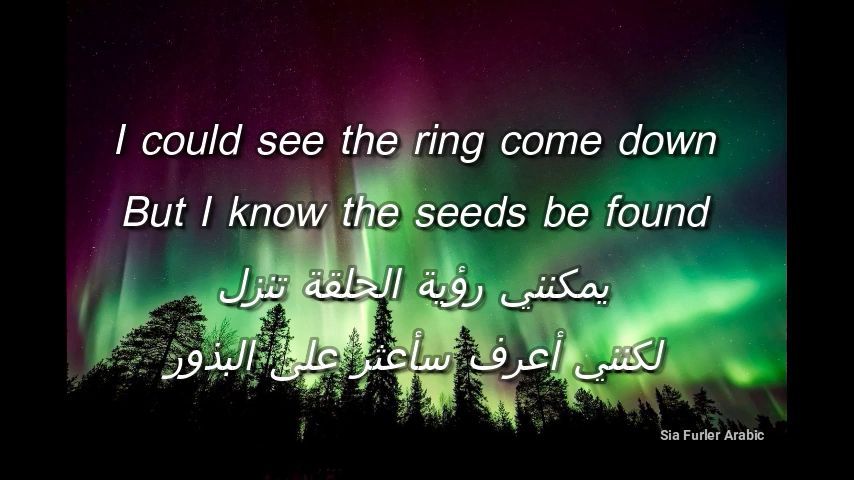 I could see the ring come down
But I know the seeds be found
يمكنني رؤية الحلقة تنزل
لكنني أعرف سأعثر على البذور
Sia Furler Arabic